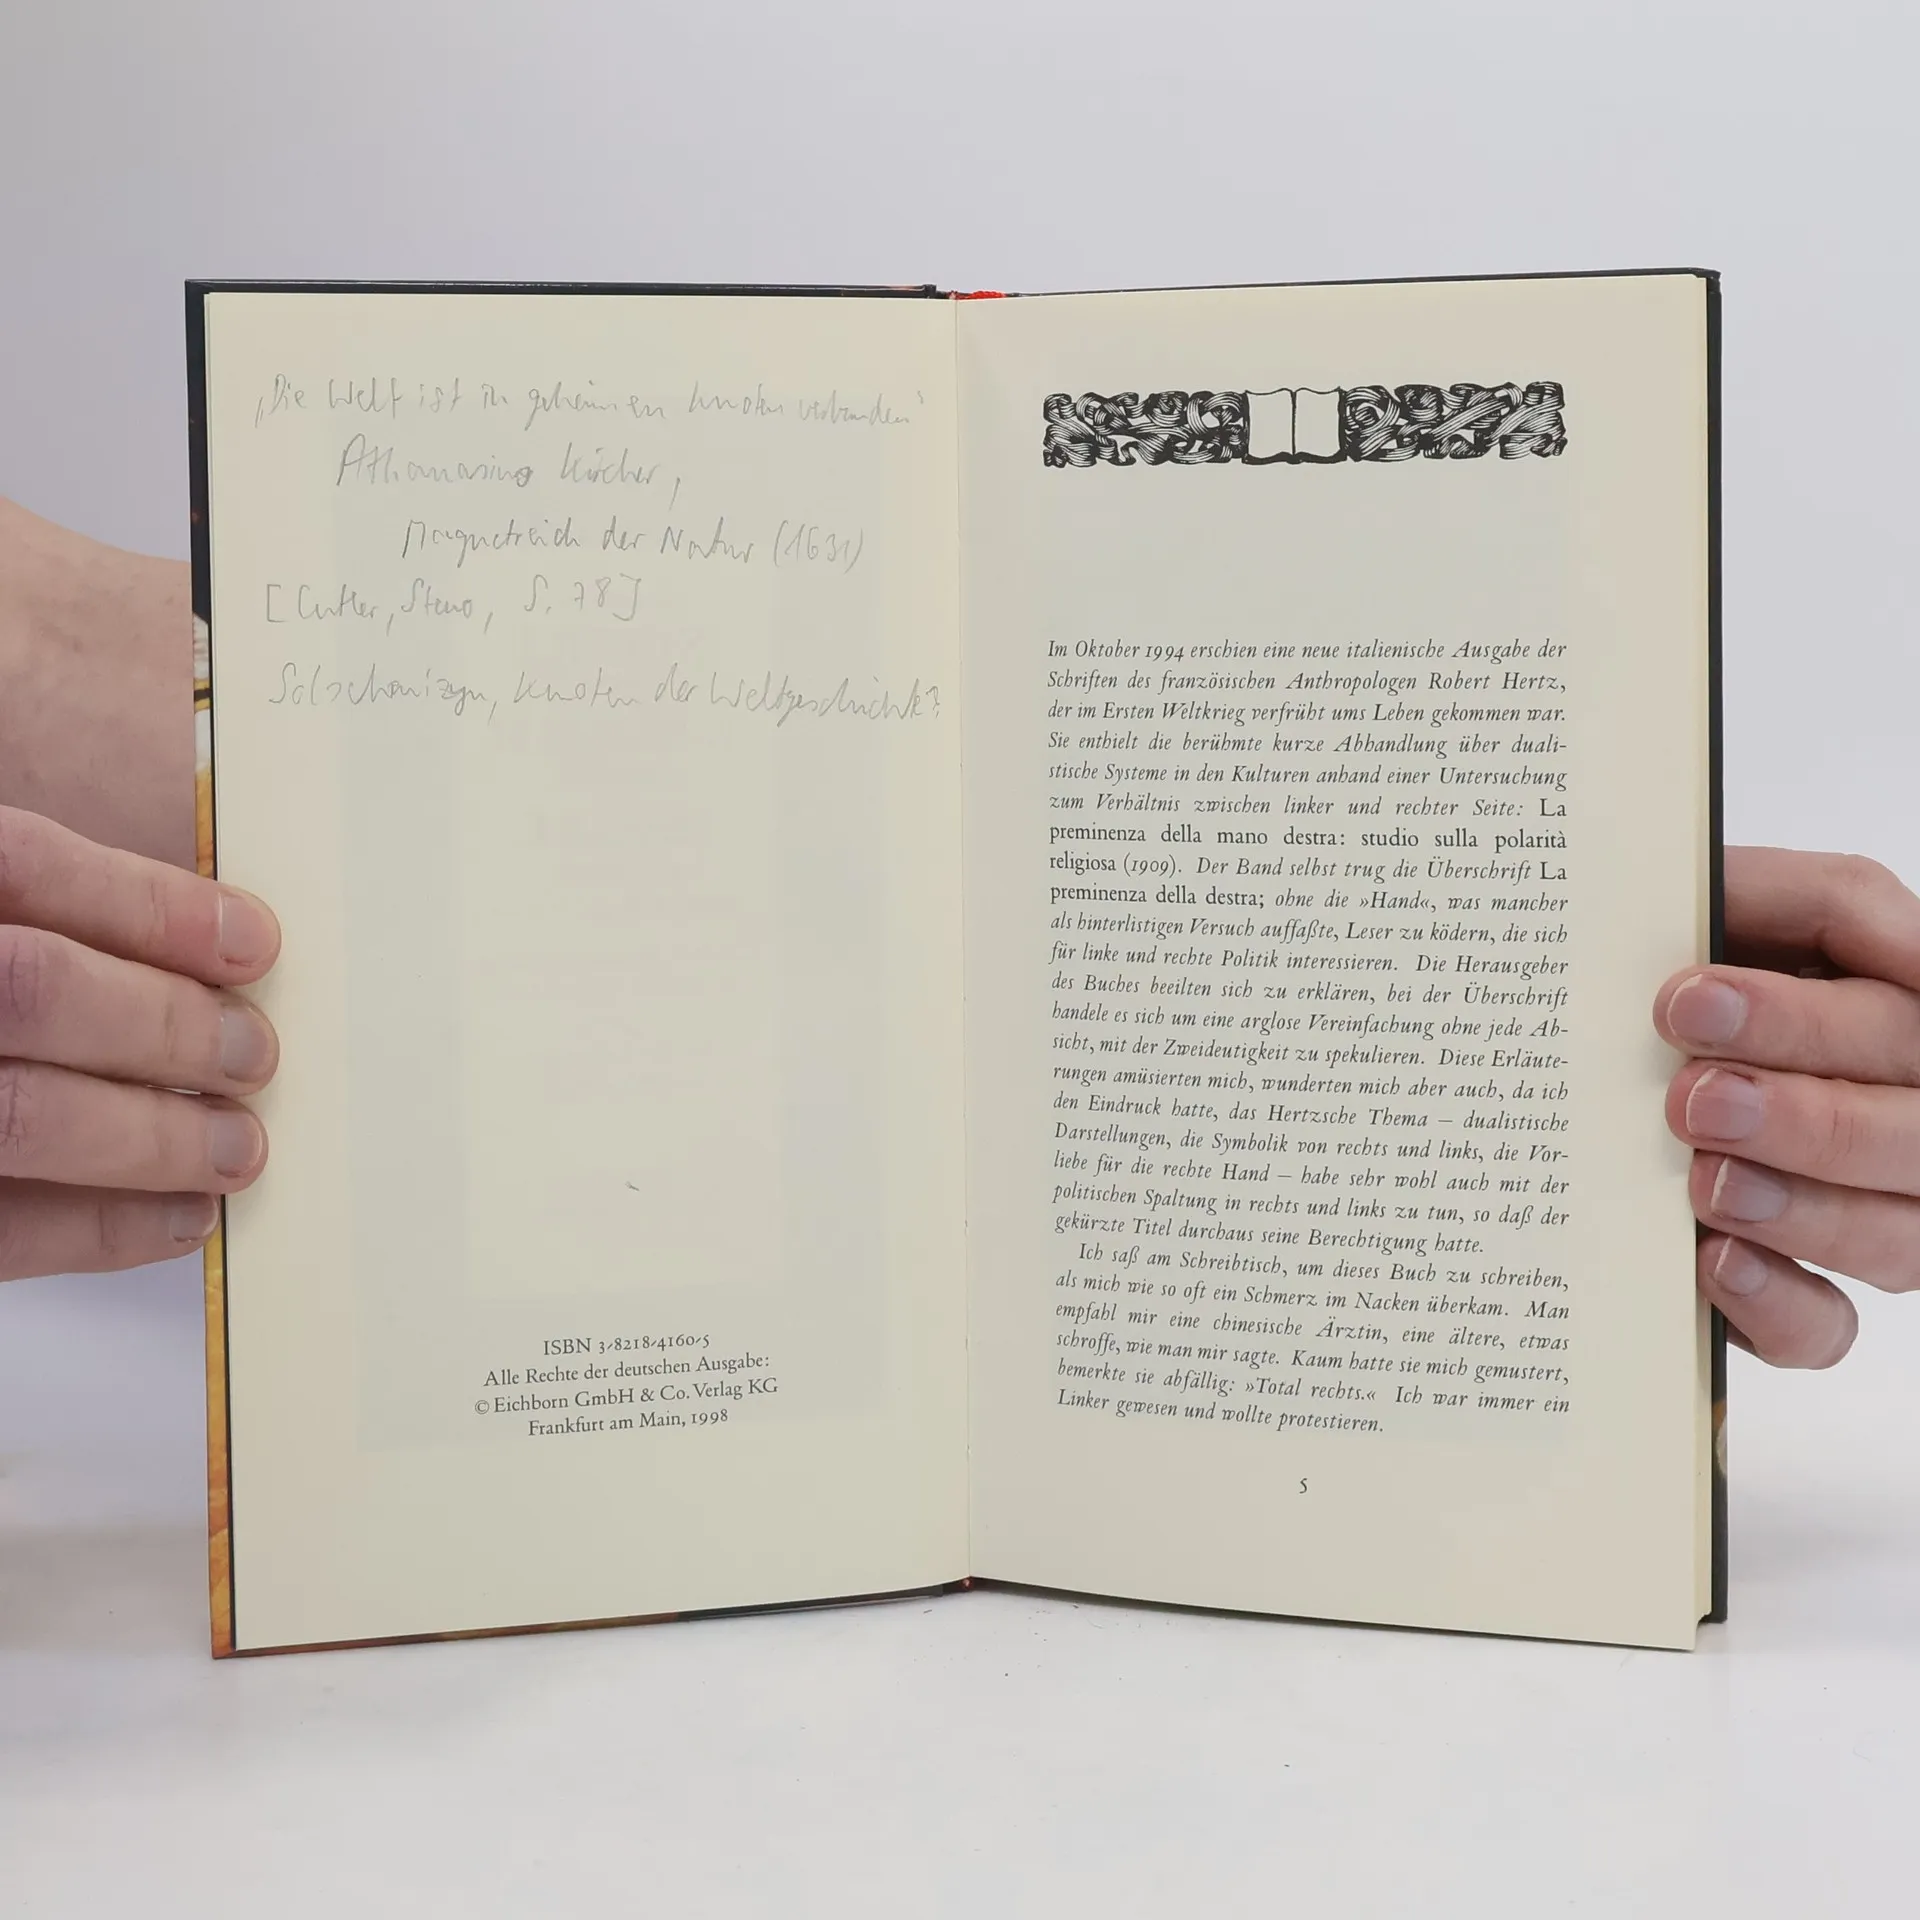 „Die Welt ist in geheimen Knoten verbunden“
Athanasius Kircher,
Magnetreich der Natur (1631)
[Cutler, Steno, S. 78]
Solschenizyn, Knoten der Weltgeschichte?
ISBN 3-8218-4160-5
Alle Rechte der deutschen Ausgabe:
© Eichborn GmbH & Co. Verlag KG
Frankfurt am Main, 1998
Im Oktober 1994 erschien eine neue italienische Ausgabe der
Schriften des französischen Anthropologen Robert Hertz,
der im Ersten Weltkrieg verfrüht ums Leben gekommen war.
Sie enthielt die berühmte kurze Abhandlung über duali-
stische Systeme in den Kulturen anhand einer Untersuchung
zum Verhältnis zwischen linker und rechter Seite: La
preminenza della mano destra: studio sulla polarità
religiosa (1909). Der Band selbst trug die Überschrift La
preminenza della destra; ohne die »Hand«, was mancher
als hinterlistigen Versuch auffaßte, Leser zu ködern, die sich
für linke und rechte Politik interessieren. Die Herausgeber
des Buches beeilten sich zu erklären, bei der Überschrift
handele es sich um eine arglose Vereinfachung ohne jede Ab-
sicht, mit der Zweideutigkeit zu spekulieren. Diese Erläute-
rungen amüsierten mich, wunderten mich aber auch, da ich
den Eindruck hatte, das Hertzsche Thema – dualistische
Darstellungen, die Symbolik von rechts und links, die Vor-
liebe für die rechte Hand – habe sehr wohl auch mit der
politischen Spaltung in rechts und links zu tun, so daß der
gekürzte Titel durchaus seine Berechtigung hatte.
Ich saß am Schreibtisch, um dieses Buch zu schreiben,
als mich wie so oft ein Schmerz im Nacken überkam. Man
empfahl mir eine chinesische Ärztin, eine ältere, etwas
schroffe, wie man mir sagte. Kaum hatte sie mich gemustert,
bemerkte sie abfällig: »Total rechts.« Ich war immer ein
Linker gewesen und wollte protestieren.
5